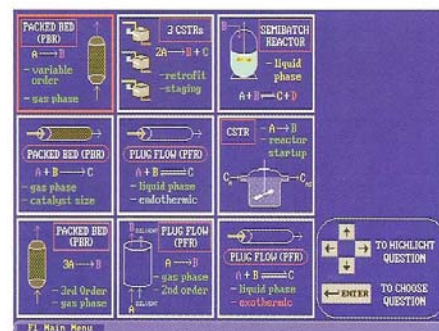 PACKED BED
(PBR)
A → B
- variable
order
- gas phase
3 CSTRs
2A → B + C
- retrofit
- staging
SEMIBATCH
REACTOR
B
- liquid
phase
A
A + B ⇌ C + D
PACKED BED (PBR)
A + B → C
- gas phase
- catalyst size
PLUG FLOW (PFR)
A + B ⇌ C
- liquid phase
- endothermic
CSTR
- A → B
- reactor
startup
PACKED BED
(PBR)
3A → B
- 3rd Order
- gas phase
PLUG FLOW
(PFR)
B
SOLVENT
A → B
- gas phase
- 2nd order
A
SOLVENT
PLUG FLOW (PFR)
A + B ⇌ C
- liquid phase
- exothermic
TO HIGHLIGHT
QUESTION
ENTER
TO CHOOSE
QUESTION
F1 Main Menu